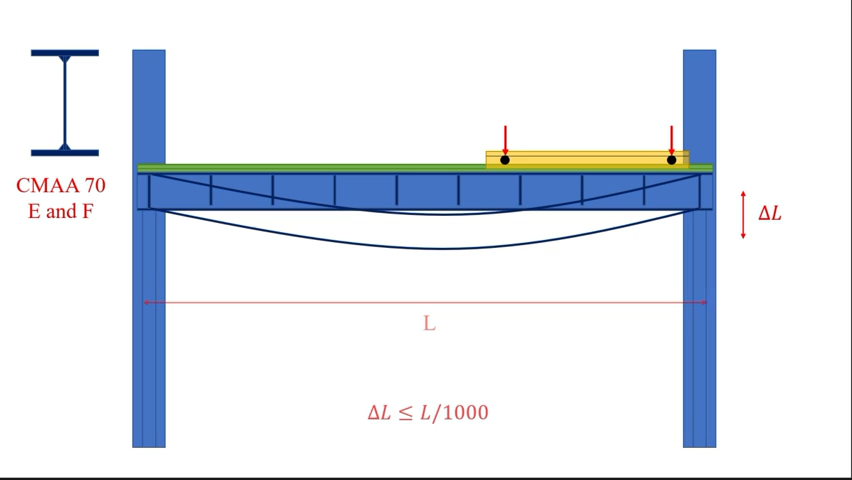 CMAA 70
E and F
ΔL
L
ΔL ≤ L/1000